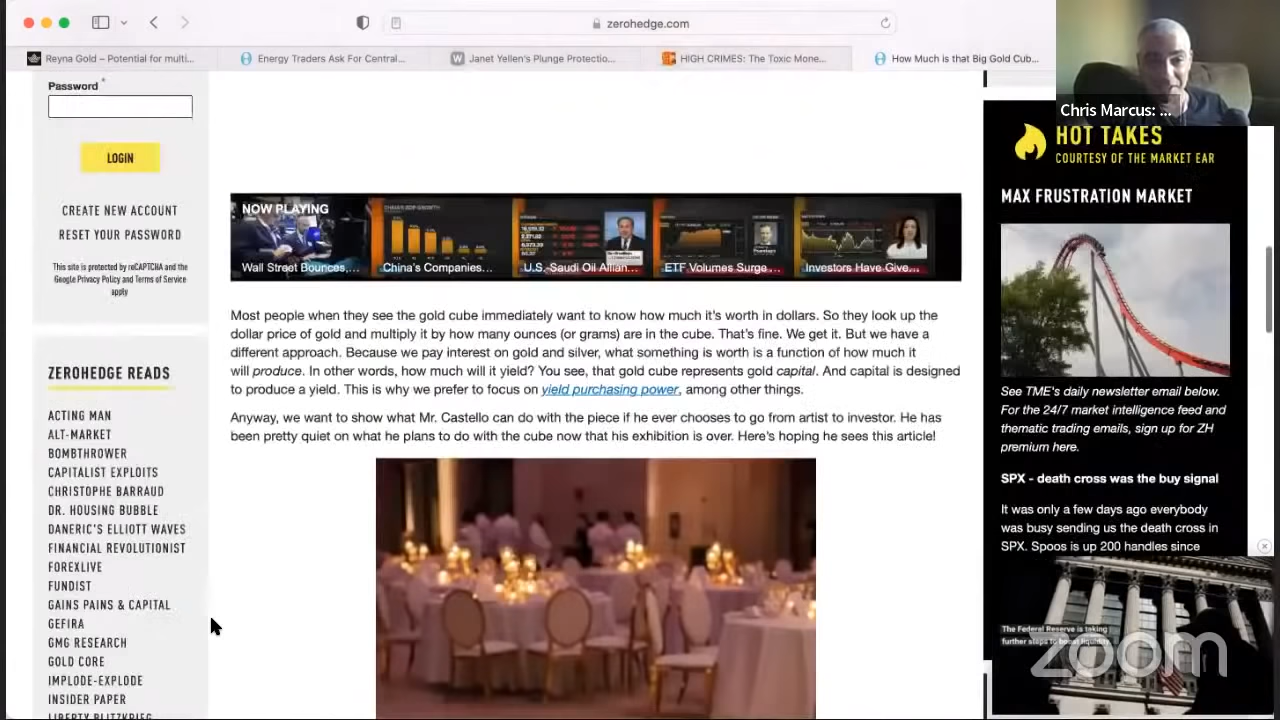 zerohedge.com
Reyna Gold – Potential for multi...
Energy Traders Ask For Central...
Janet Yellen's Plunge Protectio...
HIGH CRIMES: The Toxic Mone...
How Much is that Big Gold Cub...
Chris Marcus: ...
Password *
LOGIN
CREATE NEW ACCOUNT
RESET YOUR PASSWORD
This site is protected by reCAPTCHA and the
Google Privacy Policy and Terms of Service
apply
ZEROHEDGE READS
ACTING MAN
ALT-MARKET
BOMBTHROWER
CAPITALIST EXPLOITS
CHRISTOPHE BARRAUD
DR. HOUSING BUBBLE
DANERIC'S ELLIOTT WAVES
FINANCIAL REVOLUTIONIST
FOREXLIVE
FUNDIST
GAINS PAINS & CAPITAL
GEFIRA
GMG RESEARCH
GOLD CORE
IMPLODE-EXPLODE
INSIDER PAPER
LIBERTY BLITZKRIEG
NOW PLAYING
Wall Street Bounces,...
China's Companies...
U.S.-Saudi Oil Allian...
ETF Volumes Surge ...
Investors Have Give...
Most people when they see the gold cube immediately want to know how much it's worth in dollars. So they look up the
dollar price of gold and multiply it by how many ounces (or grams) are in the cube. That's fine. We get it. But we have a
different approach. Because we pay interest on gold and silver, what something is worth is a function of how much it
will produce. In other words, how much will it yield? You see, that gold cube represents gold capital. And capital is designed
to produce a yield. This is why we prefer to focus on yield purchasing power, among other things.
Anyway, we want to show what Mr. Castello can do with the piece if he ever chooses to go from artist to investor. He has
been pretty quiet on what he plans to do with the cube now that his exhibition is over. Here's hoping he sees this article!
HOT TAKES
COURTESY OF THE MARKET EAR
MAX FRUSTRATION MARKET
See TME's daily newsletter email below.
For the 24/7 market intelligence feed and
thematic trading emails, sign up for ZH
premium here.
SPX - death cross was the buy signal
It was only a few days ago everybody
was busy sending us the death cross in
SPX. Spoos is up 200 handles since
The Federal Reserve is taking
further steps to boost liquidity
zoom